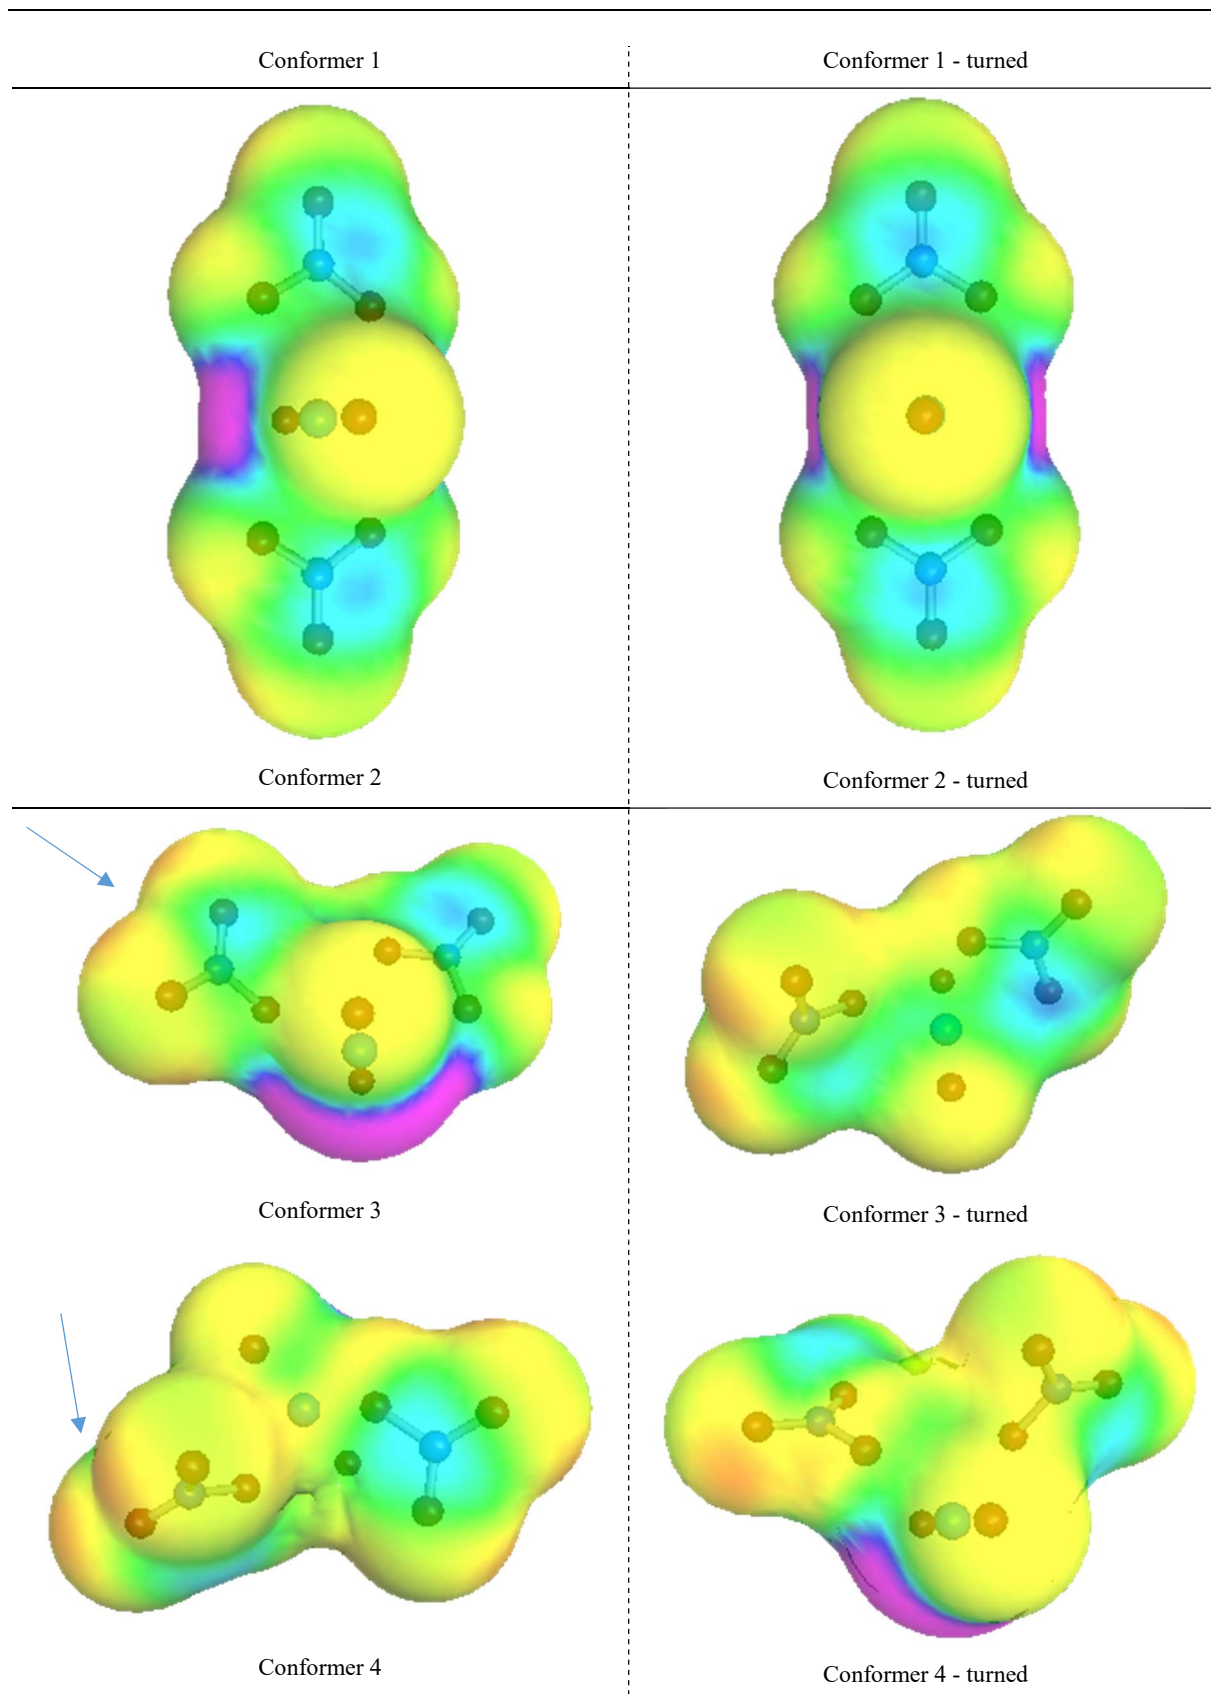 Conformer 1
Conformer 1 - turned
Conformer 2
Conformer 2 - turned
Conformer 3
Conformer 3 - turned
Conformer 4
Conformer 4 - turned